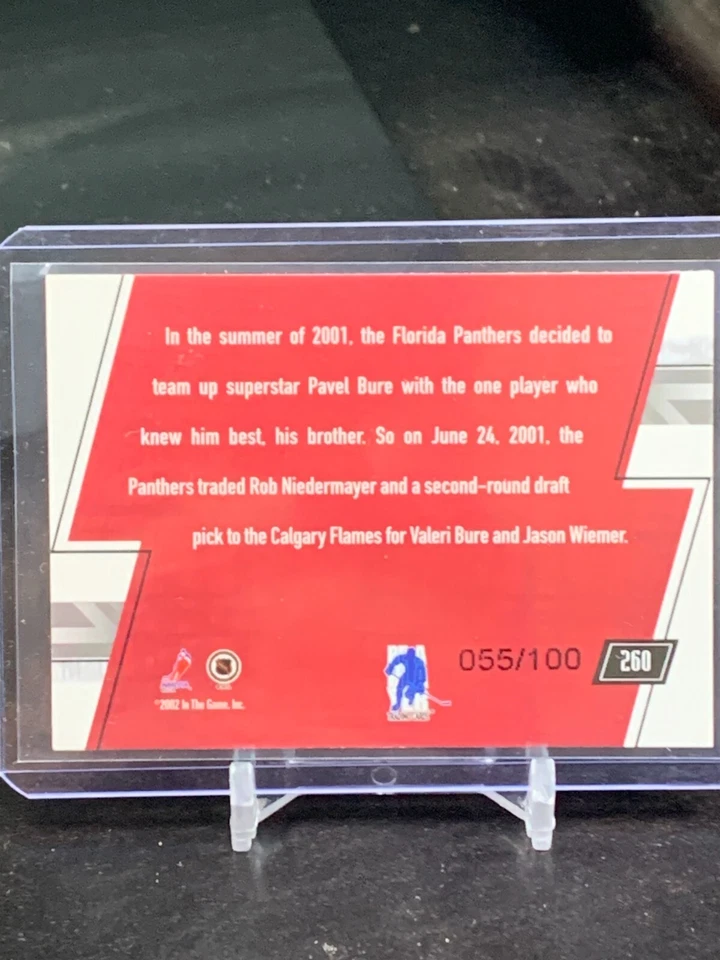 In the summer of 2001, the Florida Panthers decided to
team up superstar Pavel Bure with the one player who
knew him best, his brother. So on June 24, 2001, the
Panthers traded Rob Niedermayer and a second-round draft
pick to the Calgary Flames for Valeri Bure and Jason Wiemer.
055/100
260
©2002 In The Game, Inc.